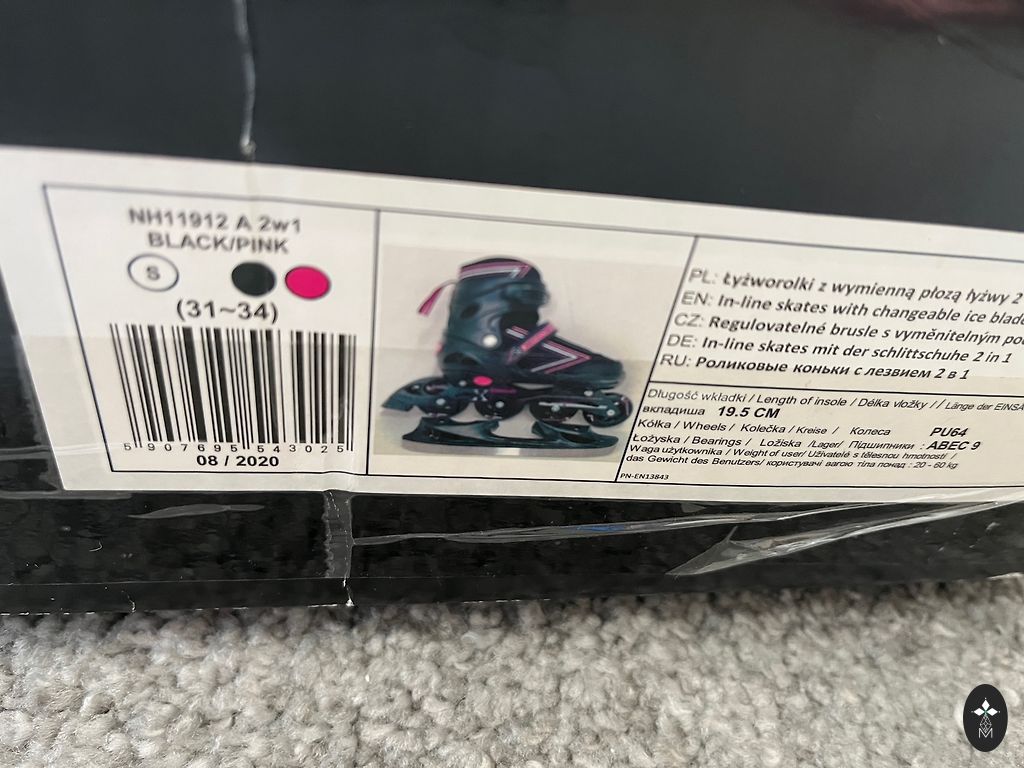 NH11912 A 2w1
BLACK/PINK
S
(31~34)
5 907695 543025
08 / 2020
PL: Łyżworolki z wymienną płozą łyżwy 2
EN: In-line skates with changeable ice blade
CZ: Regulovatelné brusle s vyměnitelným
DE: In-line skates mit der schlittschuhe 2 in 1
RU: Роликовые коньки с лезвием 2 в 1
Długość wkładki / Length of insole / Délka vložky / / Länge der EINSA
вкладиша 19.5 CM
Kółka / Wheels / Kolečka / Kreise / Колеса PU64
Łożyska / Bearings / Ložiska /Lager/ Підшипники : ABEC 9
Waga użytkownika / Weight of user/ Uživatelé s tělesnou hmotností /
das Gewicht des Benutzers/ користувачі вагою тіла понад : 20 - 60 kg
PN-EN13843
M